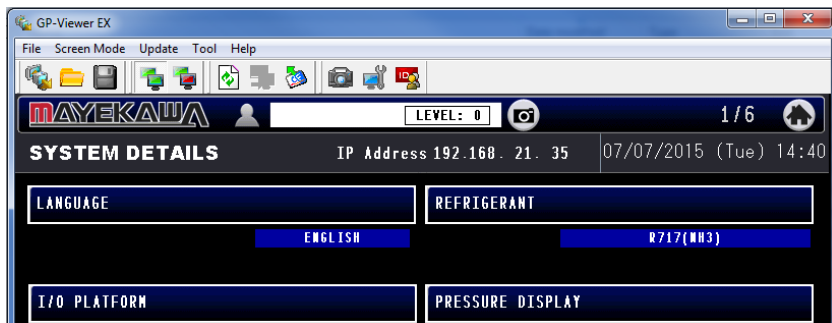 GP-Viewer EX
File Screen Mode Update Tool Help
MAYEKAWA LEVEL: 0 1/6
SYSTEM DETAILS IP Address 192.168. 21. 35 07/07/2015 (Tue) 14:40
LANGUAGE REFRIGERANT
ENGLISH R717(NH3)
I/O PLATFORM PRESSURE DISPLAY